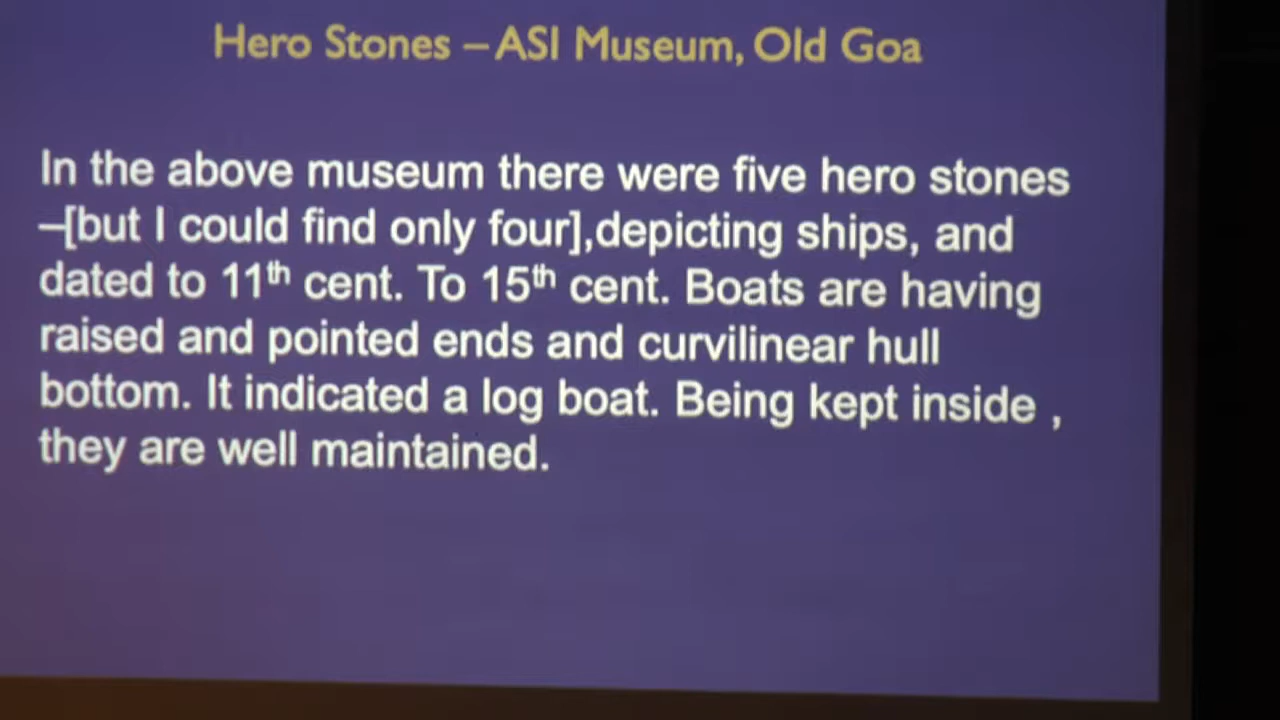 Hero Stones – ASI Museum, Old Goa
In the above museum there were five hero stones
–[but I could find only four],depicting ships, and
dated to 11th cent. To 15th cent. Boats are having
raised and pointed ends and curvilinear hull
bottom. It indicated a log boat. Being kept inside ,
they are well maintained.